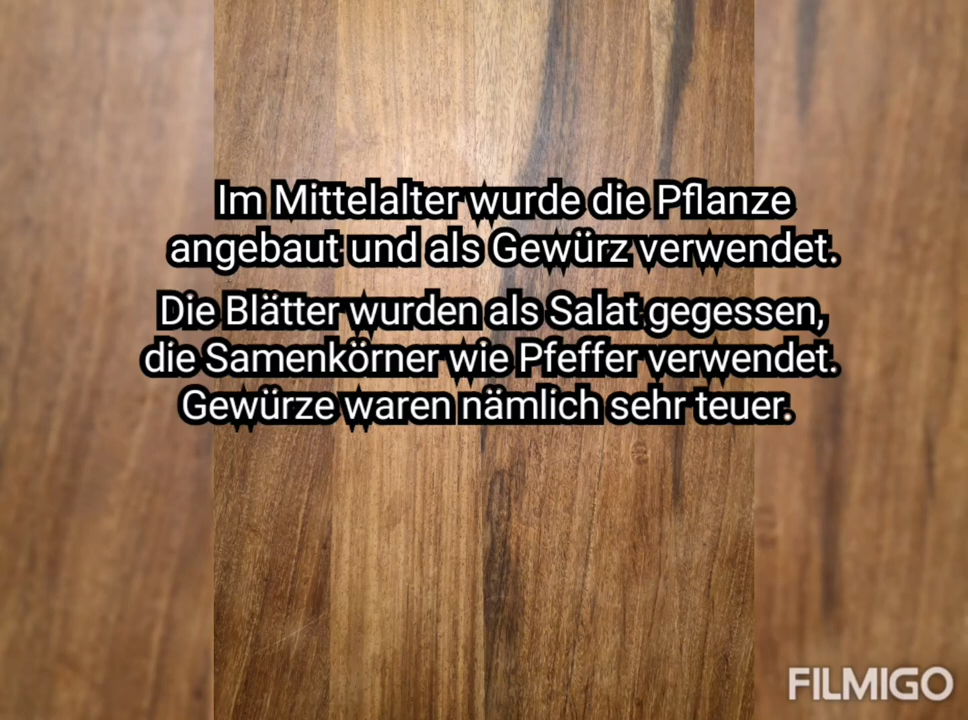 Im Mittelalter wurde die Pflanze
angebaut und als Gewürz verwendet.
Die Blätter wurden als Salat gegessen,
die Samenkörner wie Pfeffer verwendet.
Gewürze waren nämlich sehr teuer.
FILMIGO